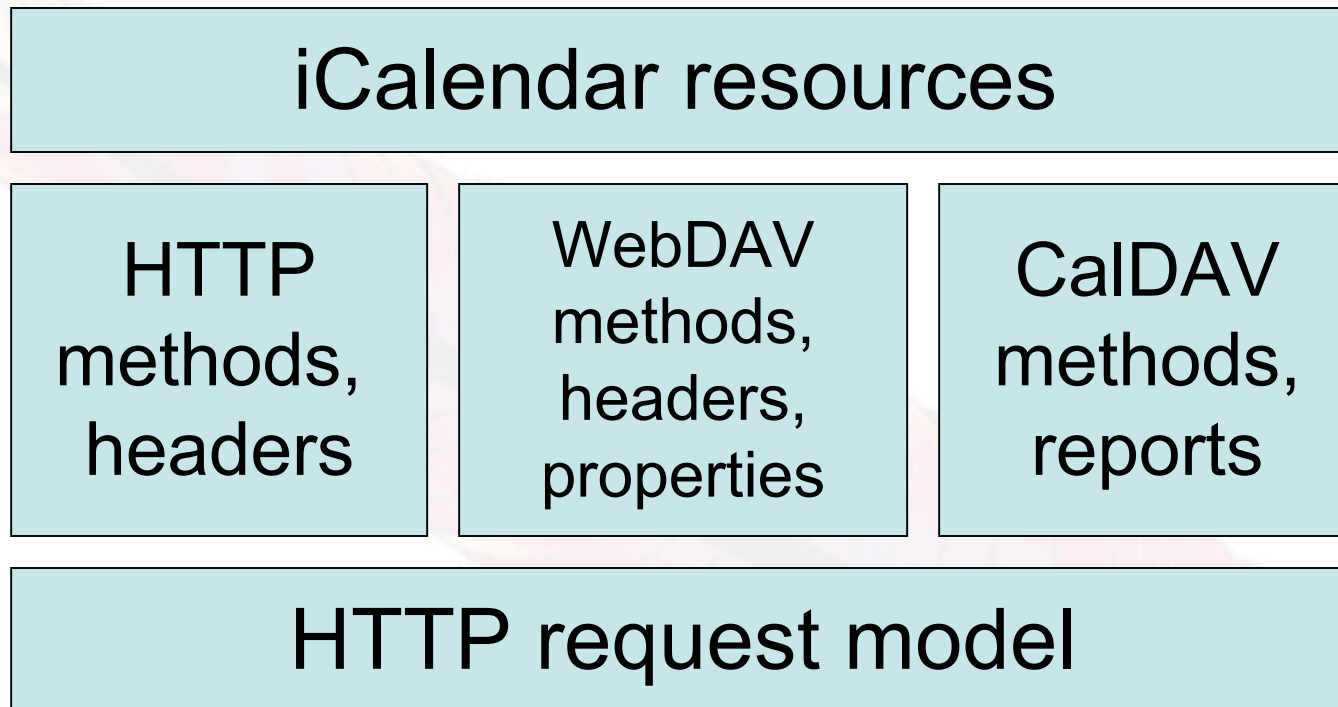 iCalendar resources
HTTP
methods,
headers
WebDAV
methods,
headers,
properties
CalDAV
methods,
reports
HTTP request model